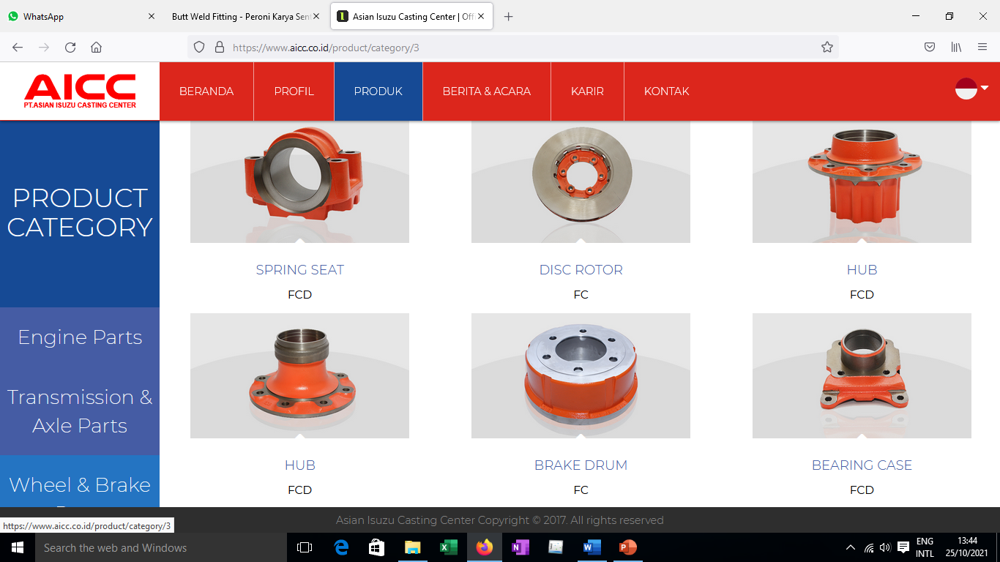 WhatsApp
Butt Weld Fitting - Peroni Karya Sent
Asian Isuzu Casting Center | Offi
https://www.aicc.co.id/product/category/3
AICC
PT.ASIAN ISUZU CASTING CENTER
BERANDA
PROFIL
PRODUK
BERITA & ACARA
KARIR
KONTAK
PRODUCT
CATEGORY
Engine Parts
Transmission &
Axle Parts
Wheel & Brake
SPRING SEAT
FCD
DISC ROTOR
FC
HUB
FCD
HUB
FCD
BRAKE DRUM
FC
BEARING CASE
FCD
https://www.aicc.co.id/product/category/3
Asian Isuzu Casting Center Copyright © 2017. All rights reserved
Search the web and Windows
ENG
INTL
13:44
25/10/2021